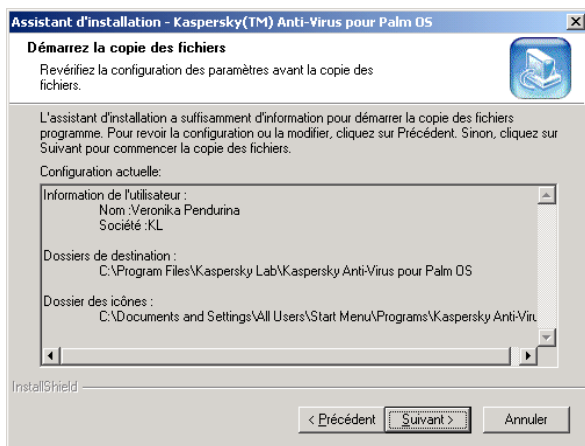 Assistant d'installation - Kaspersky(TM) Anti-Virus pour Palm OS
Démarrez la copie des fichiers
Revérifiez la configuration des paramètres avant la copie des
fichiers.
L'assistant d'installation a suffisamment d'information pour démarrer la copie des fichiers
programme. Pour revoir la configuration ou la modifier, cliquez sur Précédent. Sinon, cliquez sur
Suivant pour commencer la copie des fichiers.
Configuration actuelle:
Information de l'utilisateur :
Nom :Veronika Pendurina
Société :KL
Dossiers de destination :
C:\Program Files\Kaspersky Lab\Kaspersky Anti-Virus pour Palm OS
Dossier des icônes :
C:\Documents and Settings\All Users\Start Menu\Programs\Kaspersky Anti-Viru
InstallShield
< Précédent Suivant > Annuler